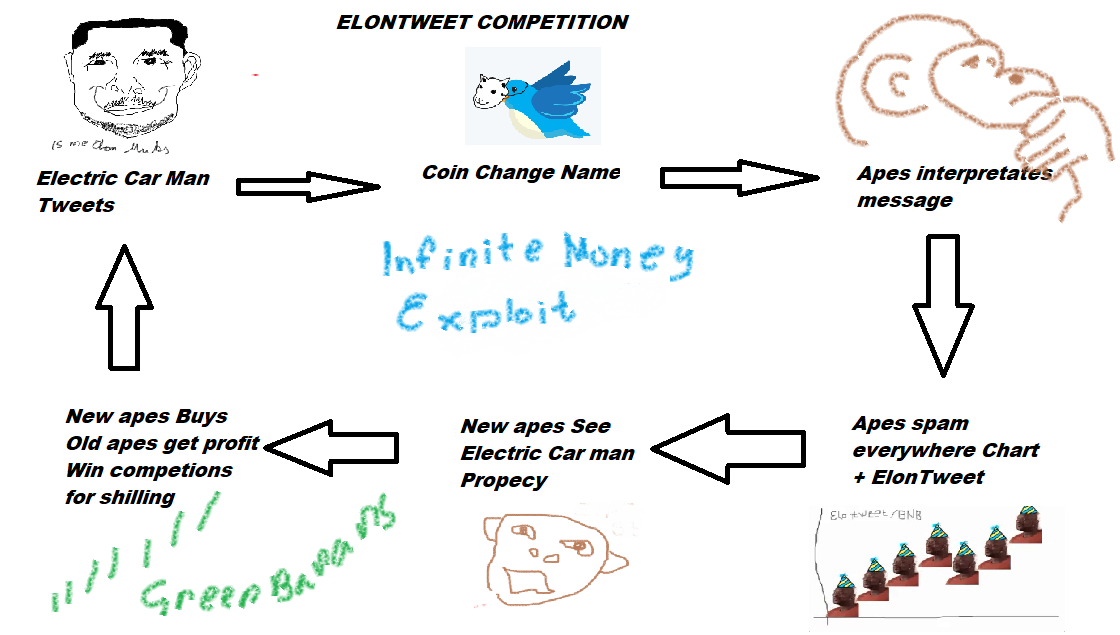 ELONTWEET COMPETITION
is me Elon Musks
Electric Car Man
Tweets
Coin Change Name
Apes interpretates
message
Infinite Money
Exploit
New apes Buys
Old apes get profit
Win competions
for shilling
New apes See
Electric Car man
Propecy
Apes spam
everywhere Chart
+ ElonTweet
Green Bananas
Elontweet/BNB